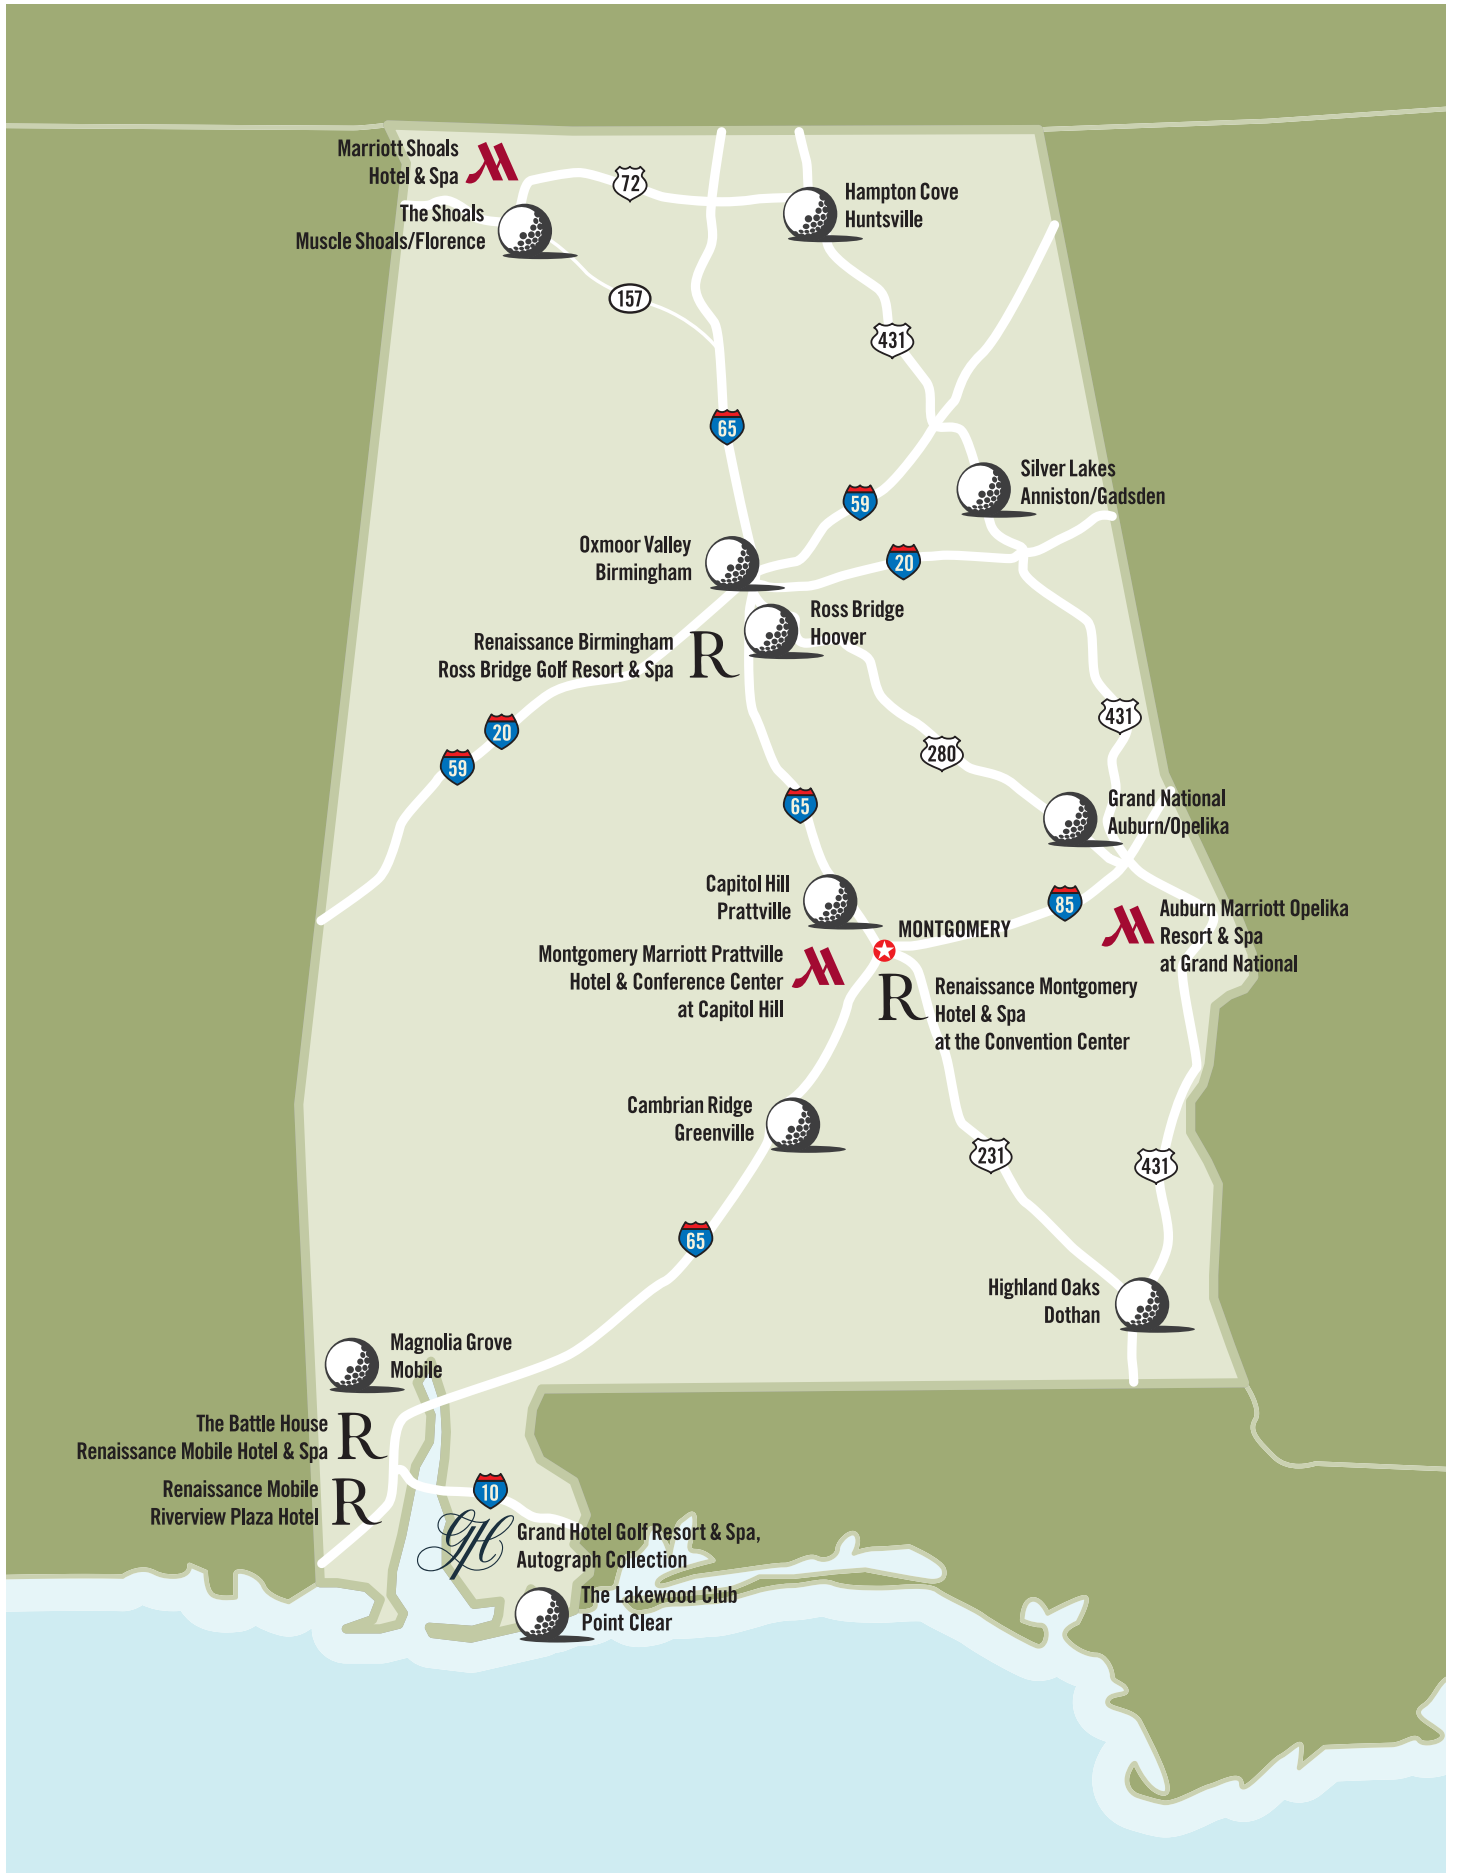 Marriott Shoals
Hotel & Spa
72
The Shoals
Muscle Shoals/Florence
Hampton Cove
Huntsville
157
431
65
Silver Lakes
Anniston/Gadsden
59
Oxmoor Valley
Birmingham
20
Ross Bridge
Hoover
Renaissance Birmingham
Ross Bridge Golf Resort & Spa
R
431
20
59
280
65
Grand National
Auburn/Opelika
Capitol Hill
Prattville
85
Auburn Marriott Opelika
Resort & Spa
at Grand National
MONTGOMERY
Montgomery Marriott Prattville
Hotel & Conference Center
at Capitol Hill
R
Renaissance Montgomery
Hotel & Spa
at the Convention Center
Cambrian Ridge
Greenville
231
431
65
Highland Oaks
Dothan
Magnolia Grove
Mobile
The Battle House
Renaissance Mobile Hotel & Spa
R
Renaissance Mobile
Riverview Plaza Hotel
R
10
GH
Grand Hotel Golf Resort & Spa,
Autograph Collection
The Lakewood Club
Point Clear